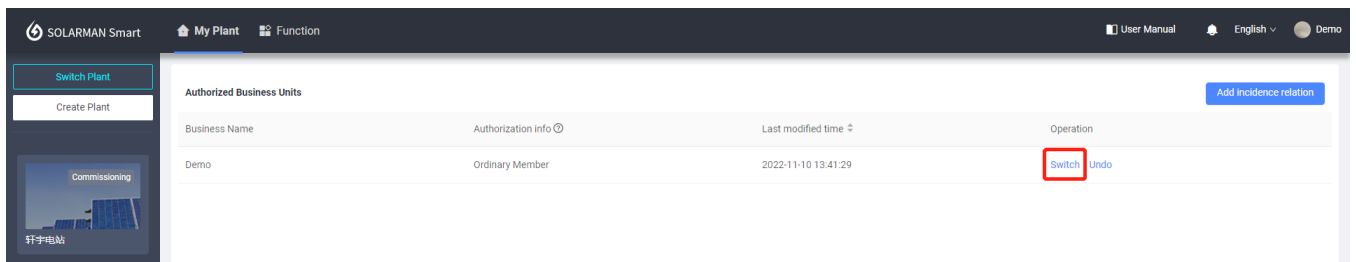 SOLARMAN Smart My Plant Function User Manual English Demo
Switch Plant
Create Plant
Authorized Business Units Add incidence relation
Business Name Authorization info Last modified time Operation
Demo Ordinary Member 2022-11-10 13:41:29 Switch Undo
Commissioning
轩宇电站